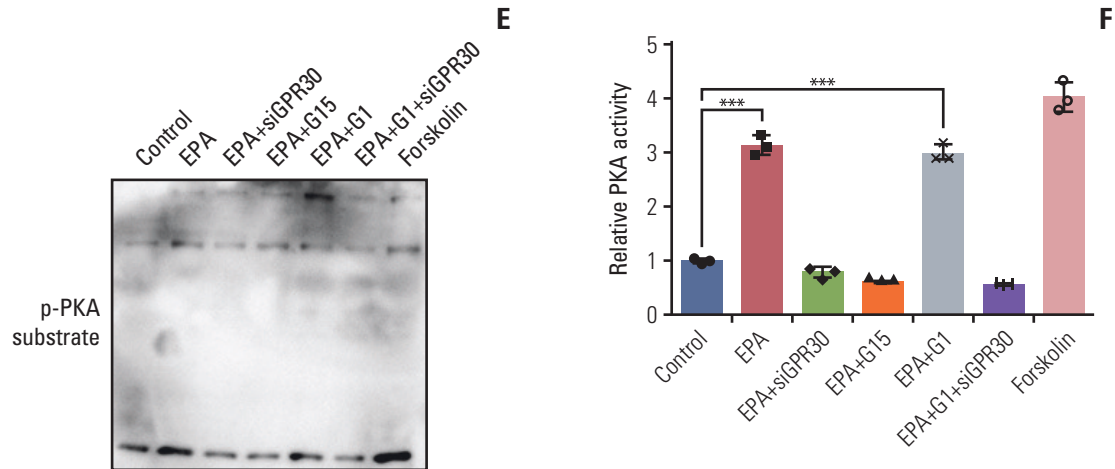 E
Control
EPA
EPA+siGPR30
EPA+G15
EPA+G1
EPA+G1+siGPR30
Forskolin
p-PKA
substrate
F
Relative PKA activity
5
4
3
2
1
0
***
***
Control
EPA
EPA+siGPR30
EPA+G15
EPA+G1
EPA+G1+siGPR30
Forskolin